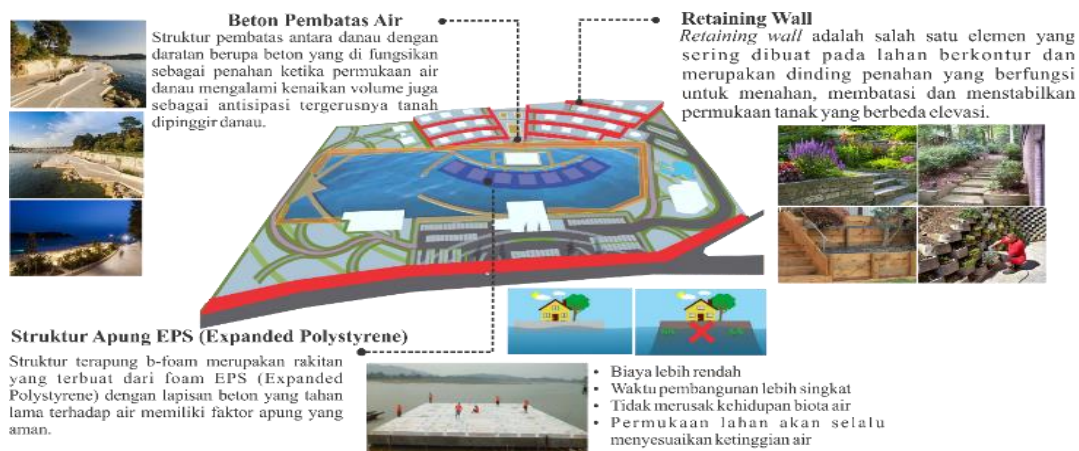 Beton Pembatas Air
Struktur pembatas antara danau dengan
daratan berupa beton yang di fungsikan
sebagai penahan ketika permukaan air
danau mengalami kenaikan volume juga
sebagai antisipasi tergerusnya tanah
dipinggir danau.
Retaining Wall
Retaining wall adalah salah satu elemen yang
sering dibuat pada lahan berkontur dan
merupakan dinding penahan yang berfungsi
untuk menahan, membatasi dan menstabilkan
permukaan tanak yang berbeda elevasi.
Struktur Apung EPS (Expanded Polystyrene)
Struktur terapung b-foam merupakan rakitan
yang terbuat dari foam EPS (Expanded
Polystyrene) dengan lapisan beton yang tahan
lama terhadap air memiliki faktor apung yang
aman.
• Biaya lebih rendah
• Waktu pembangunan lebih singkat
• Tidak merusak kehidupan biota air
• Permukaan lahan akan selalu
menyesuaikan ketinggian air